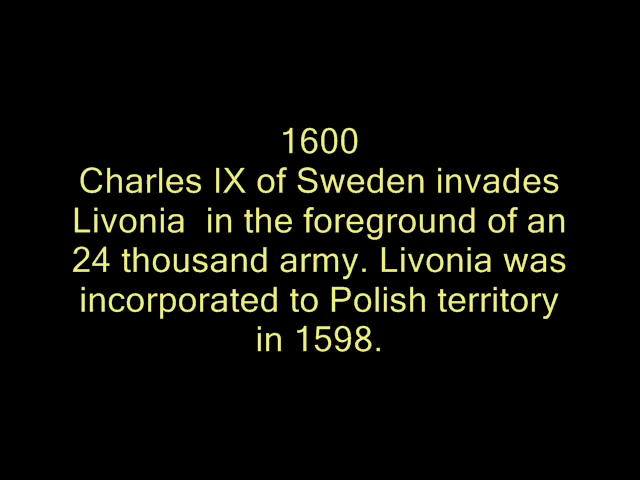 1600
Charles IX of Sweden invades
Livonia  in the foreground of an
24 thousand army. Livonia was
incorporated to Polish territory
in 1598.